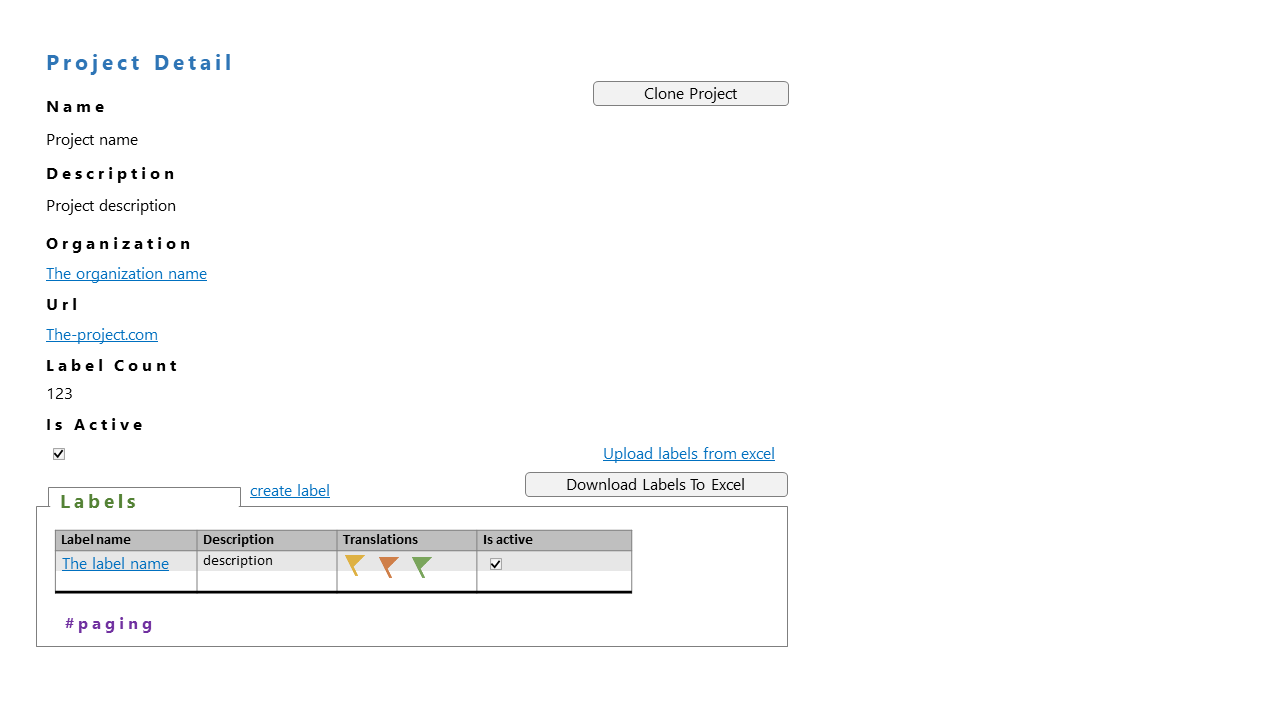 Project Detail
Clone Project
Name
Project name
Description
Project description
Organization
The organization name
Url
The-project.com
Label Count
123
Is Active
Upload labels from excel
Download Labels To Excel
Labels
create label
Label name Description Translations Is active
The label name description
#paging